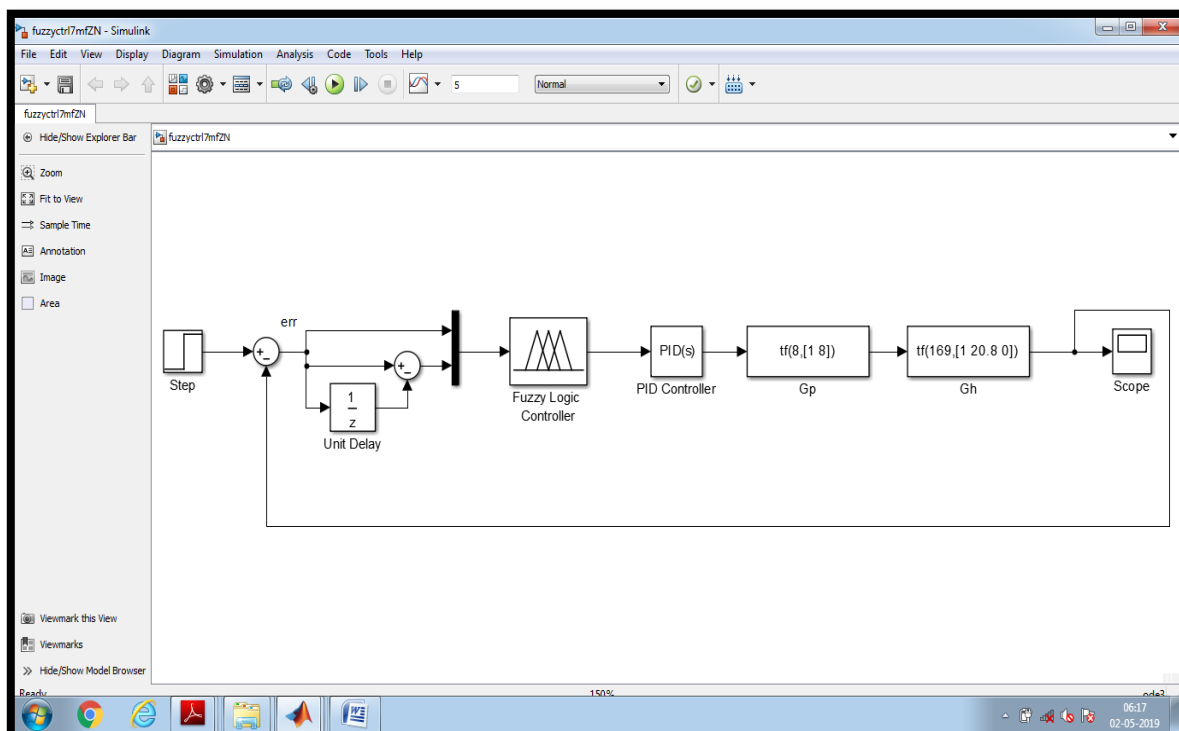 fuzzyctrl7mfZN - Simulink
File Edit View Display Diagram Simulation Analysis Code Tools Help
5 Normal
fuzzyctrl7mfZN
Hide/Show Explorer Bar
fuzzyctrl7mfZN
Zoom
Fit to View
Sample Time
Annotation
Image
Area
err
Step
+
-
+
-
1
z
Unit Delay
Fuzzy Logic
Controller
PID(s)
PID Controller
tf(8,[1 8])
Gp
tf(169,[1 20.8 0])
Gh
Scope
Viewmark this View
Viewmarks
Hide/Show Model Browser
Ready 150% ode3
06:17
02-05-2019